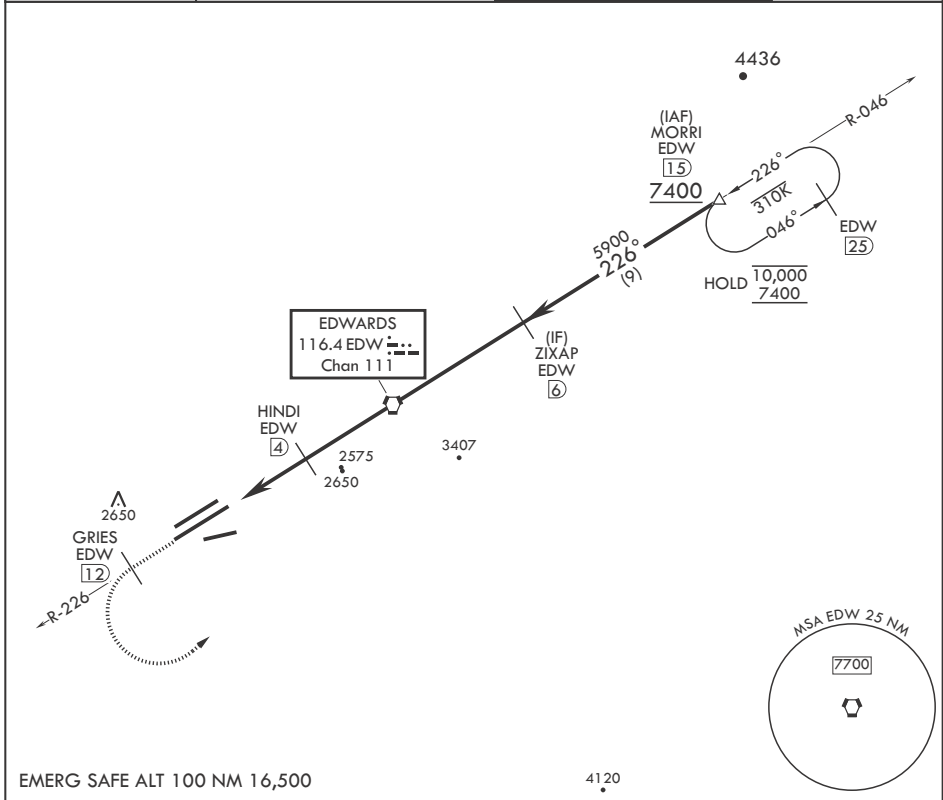 4436
R-046
(IAF)
MORRI
EDW
15
7400
226°
310K
046°
EDW
25
HOLD 10,000
7400
5900
226°
(9)
(IF)
ZIXAP
EDW
6
EDWARDS
116.4 EDW
Chan 111
HINDI
EDW
4
2575
2650
3407
2650
GRIES
EDW
12
R-226
MSA EDW 25 NM
7700
EMERG SAFE ALT 100 NM 16,500
4120